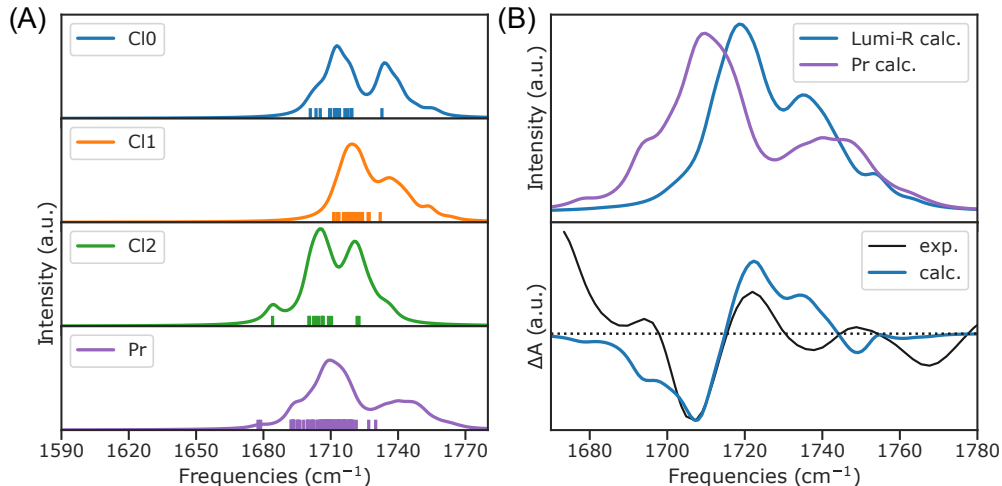 (A)
Cl0
Cl1
Cl2
Pr
Intensity (a.u.)
1590 1620 1650 1680 1710 1740 1770
Frequencies (cm⁻¹)
(B)
Lumi-R calc.
Pr calc.
Intensity (a.u.)
exp.
calc.
ΔA (a.u.)
1680 1700 1720 1740 1760 1780
Frequencies (cm⁻¹)